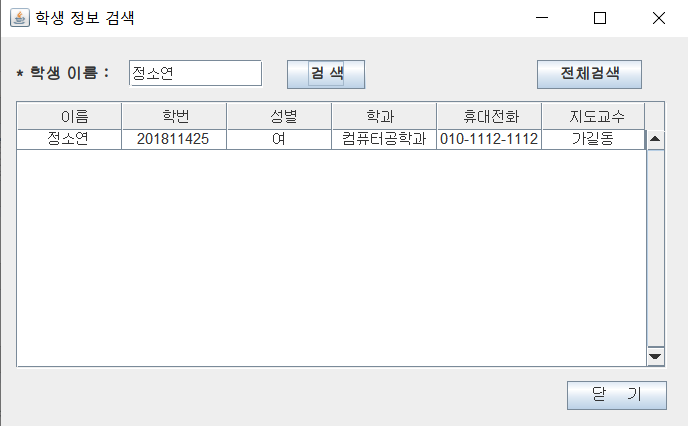 학생 정보 검색
* 학생 이름 : 정소연 검 색 전체검색
이름 학번 성별 학과 휴대전화 지도교수
정소연 201811425 여 컴퓨터공학과 010-1112-1112 가길동
닫 기